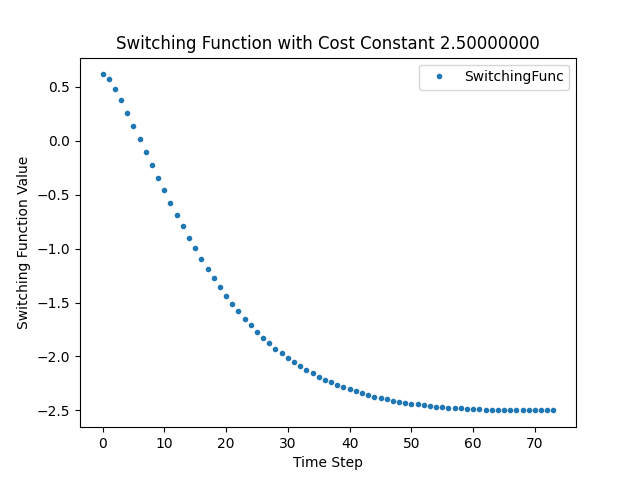 Switching Function with Cost Constant 2.50000000
SwitchingFunc
Switching Function Value
0.5
0.0
−0.5
−1.0
−1.5
−2.0
−2.5
0 10 20 30 40 50 60 70
Time Step